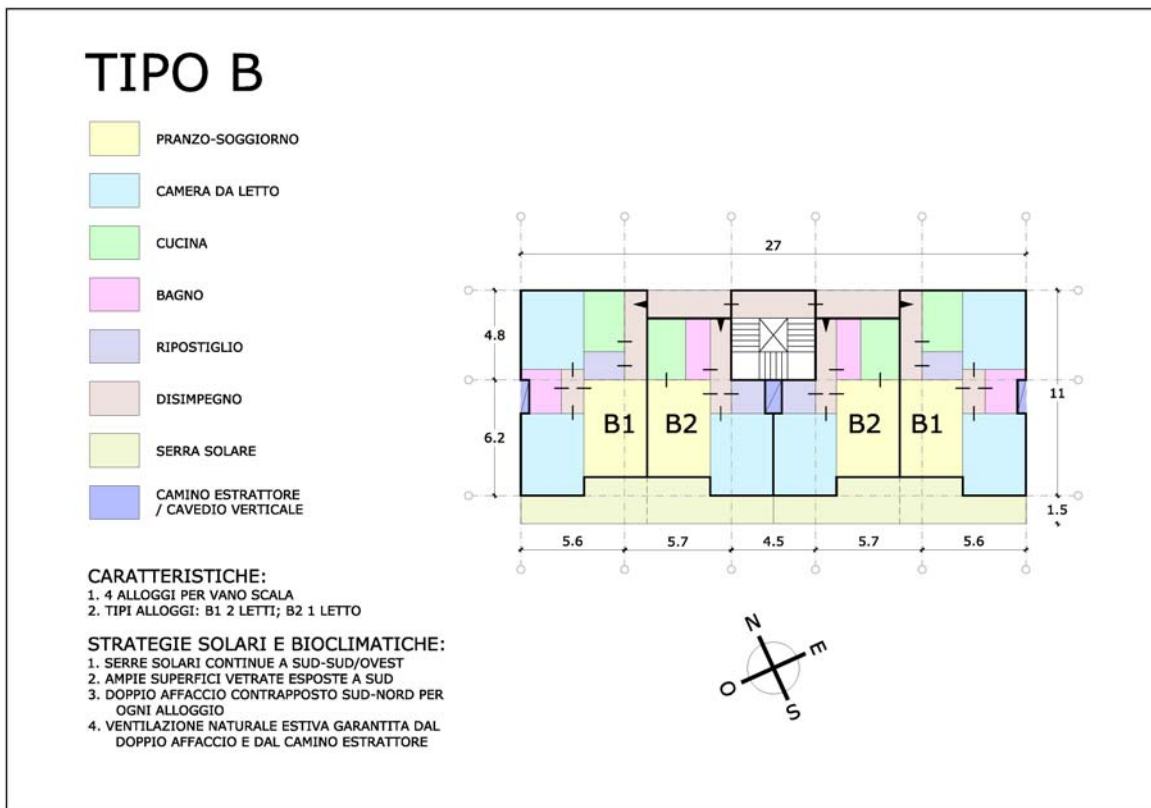 TIPO B
PRANZO-SOGGIORNO
CAMERA DA LETTO
CUCINA
BAGNO
RIPOSTIGLIO
DISIMPEGNO
SERRA SOLARE
CAMINO ESTRATTORE
/ CAVEDIO VERTICALE
CARATTERISTICHE:
1. 4 ALLOGGI PER VANO SCALA
2. TIPI ALLOGGI: B1 2 LETTI; B2 1 LETTO
STRATEGIE SOLARI E BIOCLIMATICHE:
1. SERRE SOLARI CONTINUE A SUD-SUD/OVEST
2. AMPIE SUPERFICI VETRATE ESPOSTE A SUD
3. DOPPIO AFFACCIO CONTRAPPOSTO SUD-NORD PER
OGNI ALLOGGIO
4. VENTILAZIONE NATURALE ESTIVA GARANTITA DAL
DOPPIO AFFACCIO E DAL CAMINO ESTRATTORE
27
4.8
11
B1 B2 B2 B1
6.2
1.5
5.6 5.7 4.5 5.7 5.6
N
E
O
S